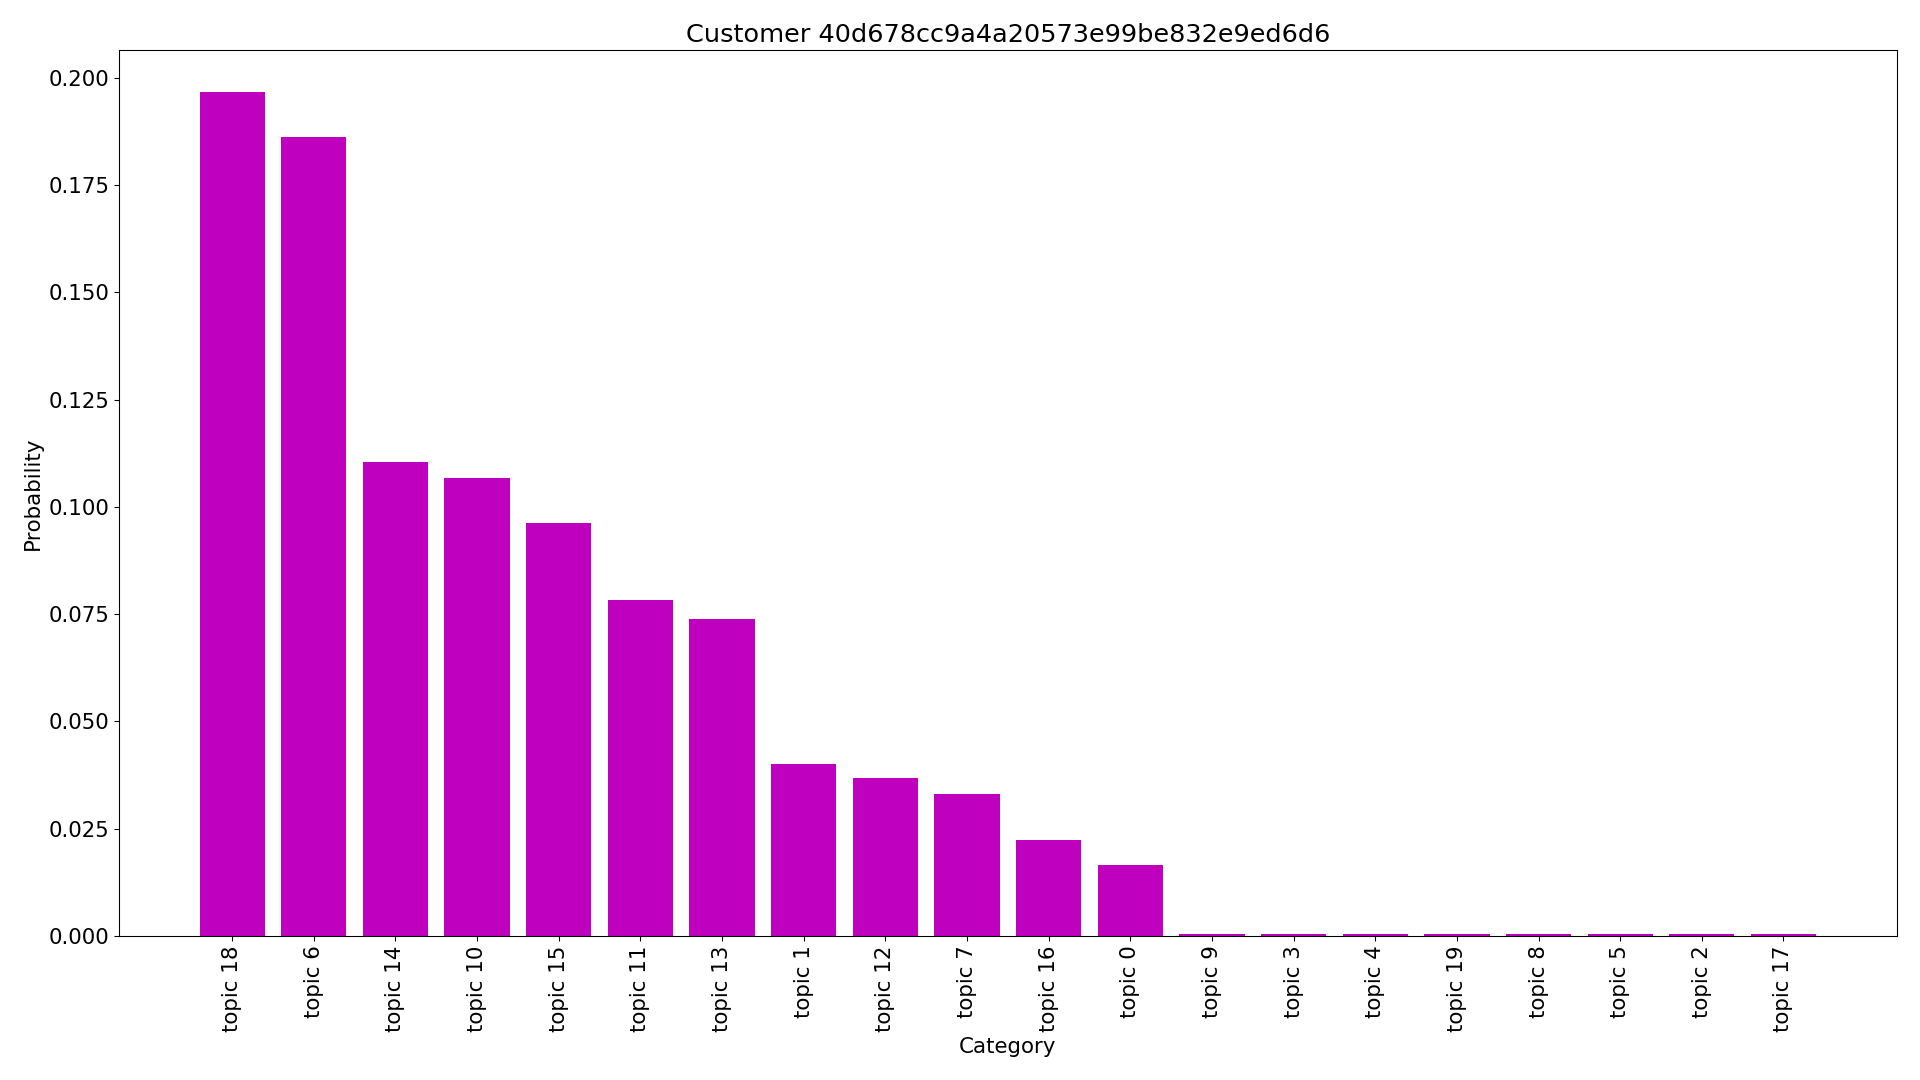 Customer 40d678cc9a4a20573e99be832e9ed6d6
0.200
0.175
0.150
0.125
0.100
0.075
0.050
0.025
0.000
Probability
topic 18
topic 6
topic 14
topic 10
topic 15
topic 11
topic 13
topic 1
topic 12
topic 7
topic 16
topic 0
topic 9
topic 3
topic 4
topic 19
topic 8
topic 5
topic 2
topic 17
Category